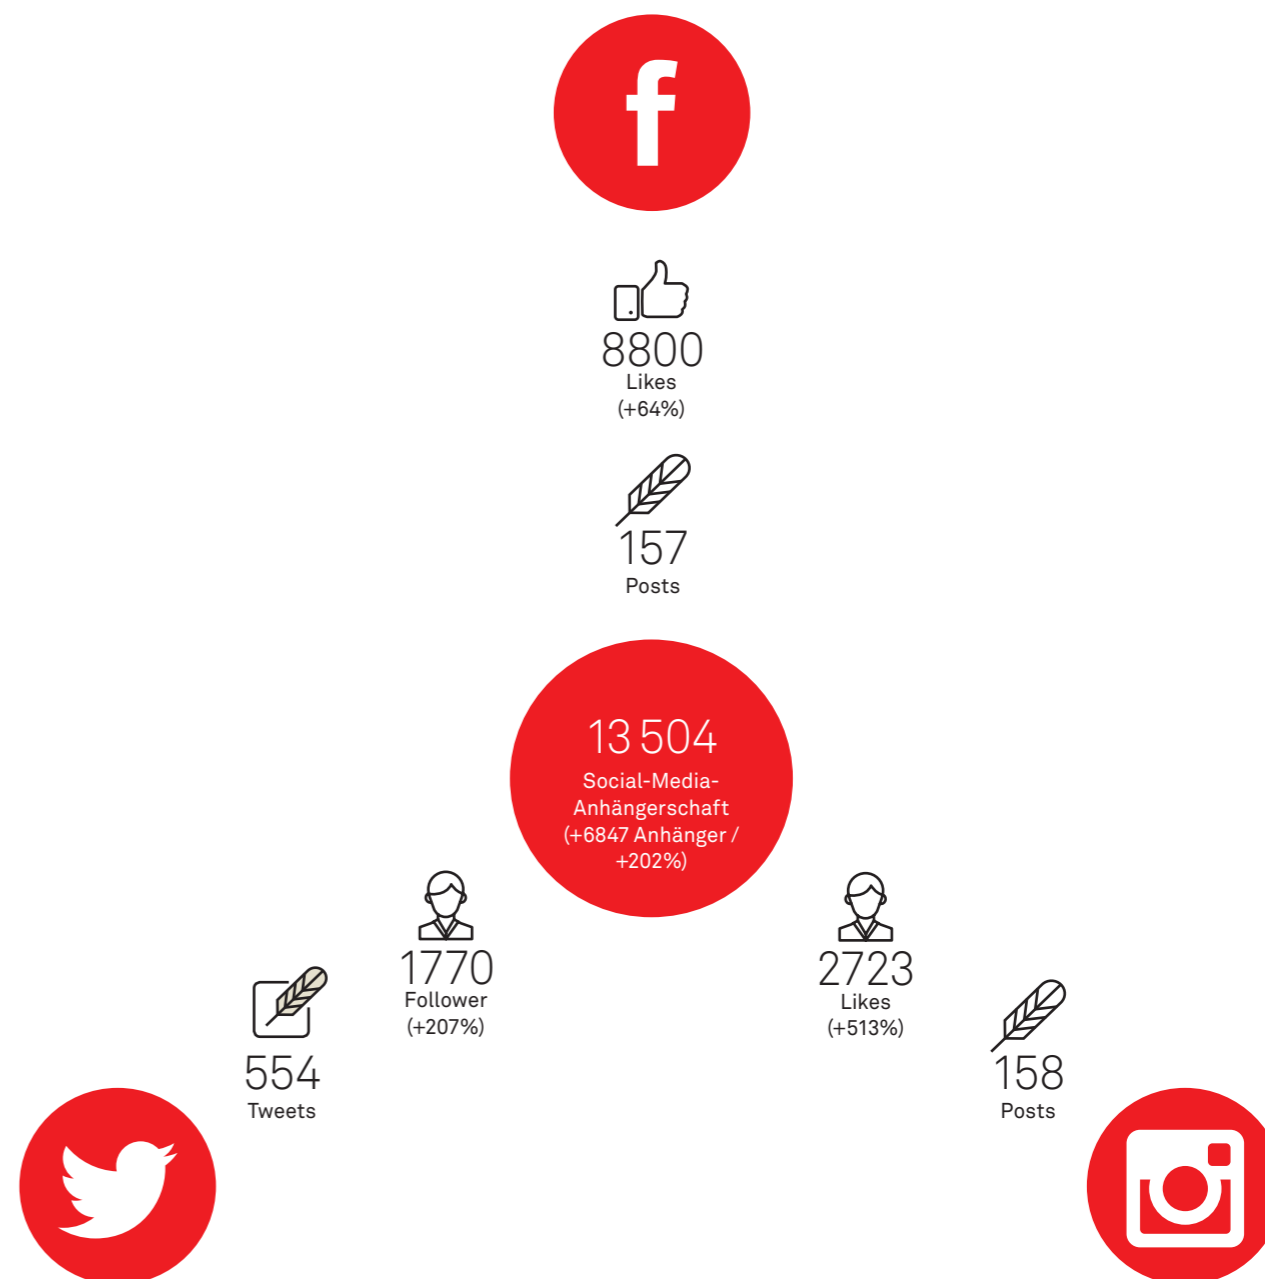 8800
Likes
(+64%)
157
Posts
13 504
Social-Media-
Anhängerschaft
(+6847 Anhänger /
+202%)
1770
Follower
(+207%)
554
Tweets
2723
Likes
(+513%)
158
Posts